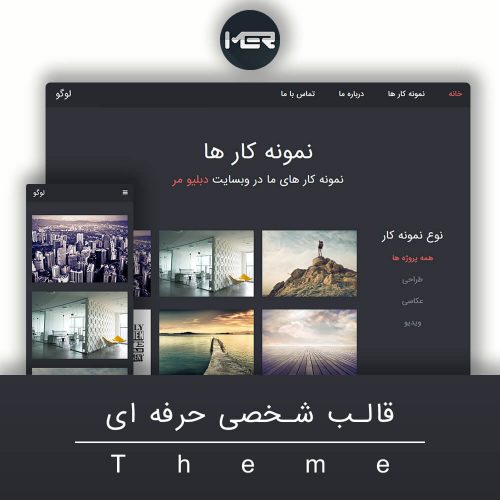 MER
خانه نمونه کار ها درباره ما تماس با ما لوگو
نمونه کار ها
نمونه کار های ما در وبسایت دبلیو مر
لوگو
نوع نمونه کار
همه پروژه ها
طراحی
عکاسی
ویدیو
قالب شخصی حرفه ای
Theme